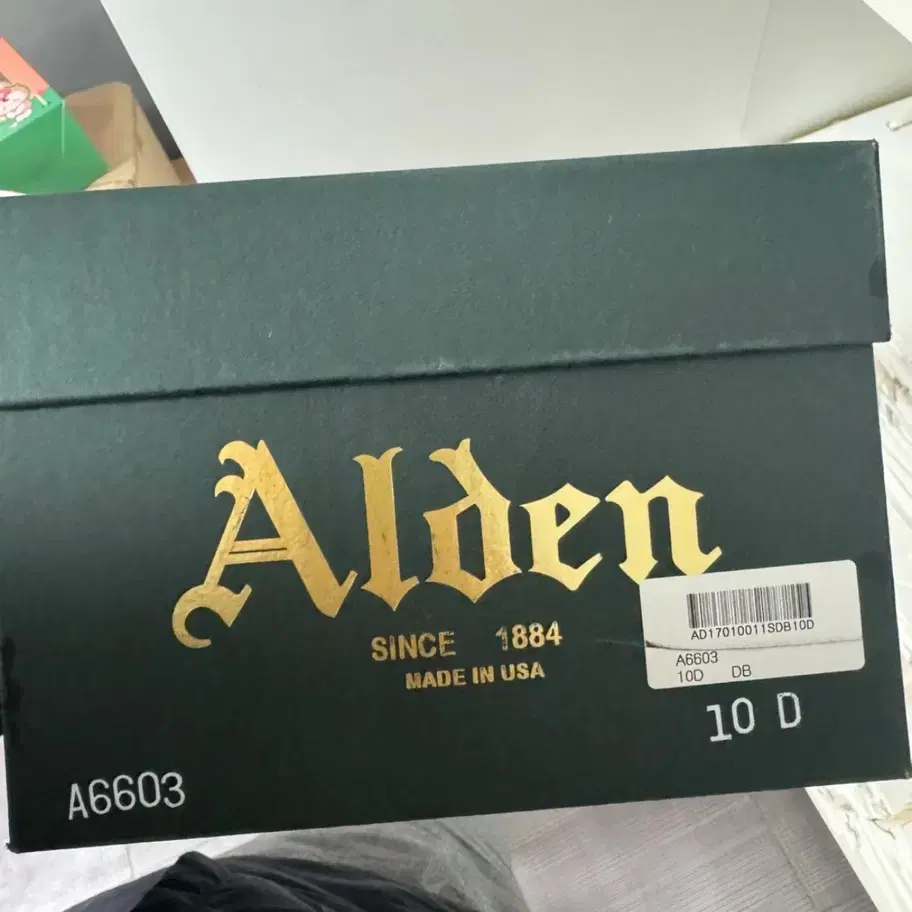 Alden
SINCE 1884
MADE IN USA
AD17010011SDB10D
A6603
10D DB
10 D
A6603